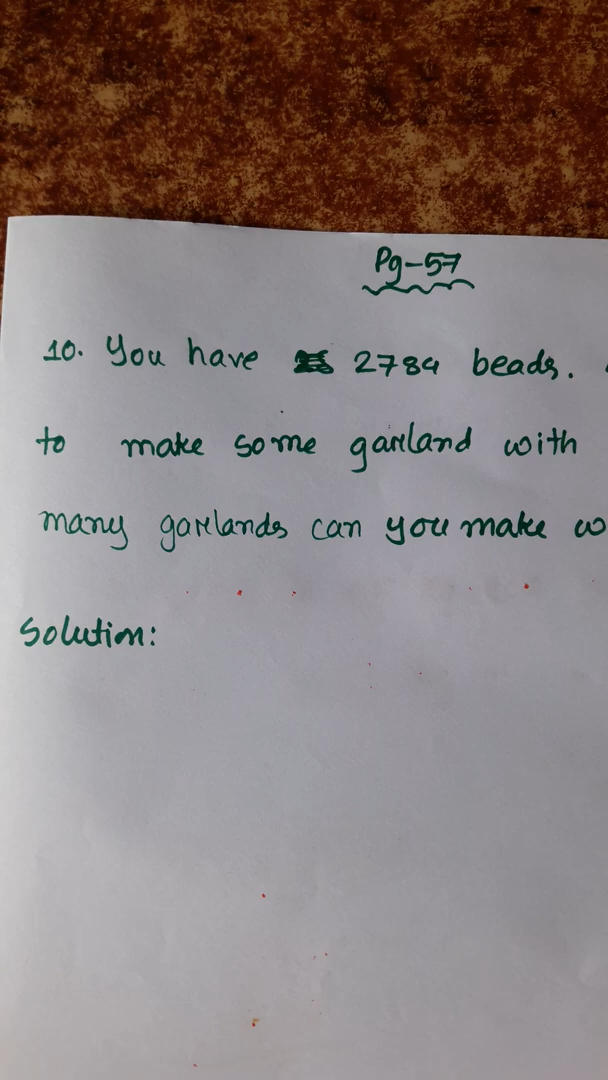 Pg-57
10. You have 2784 beads.
to make some garland with
many garlands can you make w
Solution: